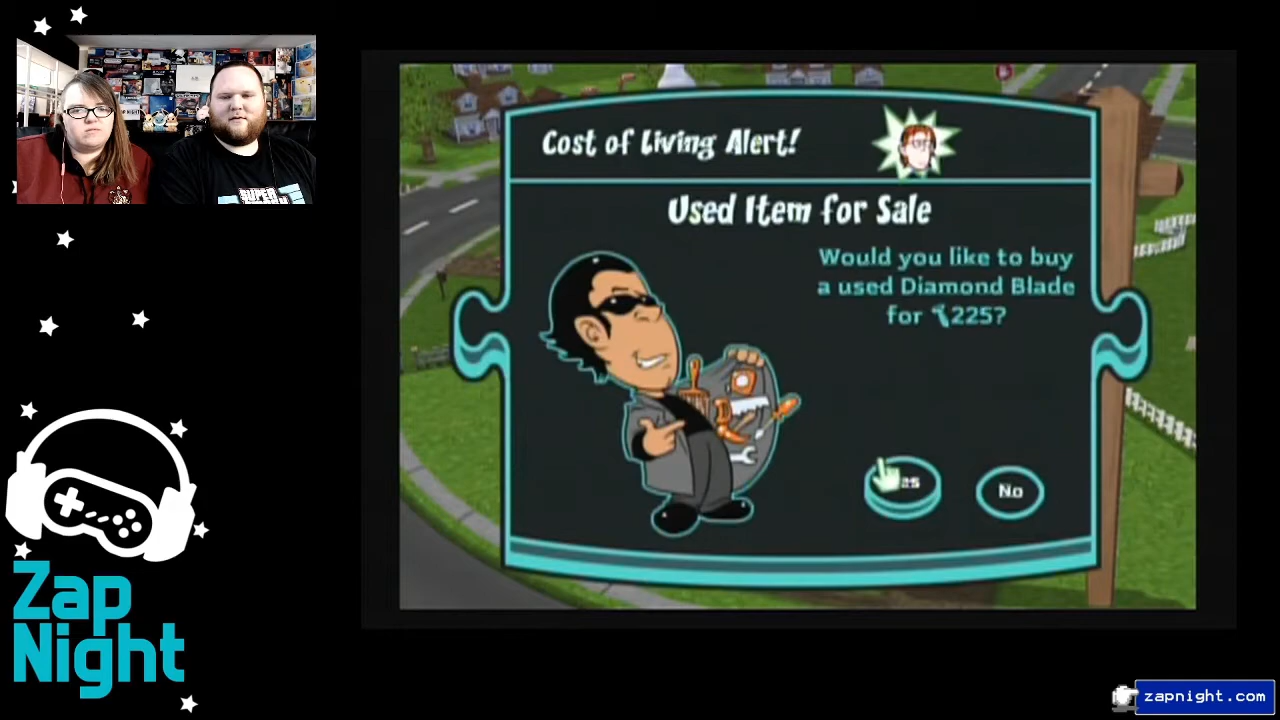 Cost of Living Alert!
Used Item for Sale
Would you like to buy
a used Diamond Blade
for 225?
No
Zap
Night
zapnight.com